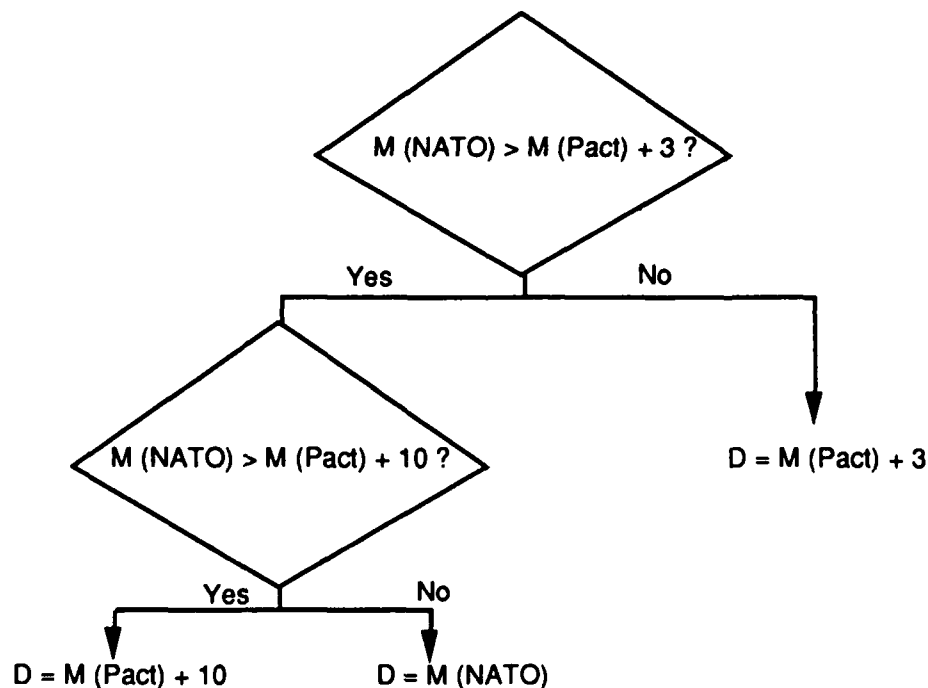 M (NATO) > M (Pact) + 3 ?
Yes
No
M (NATO) > M (Pact) + 10 ?
D = M (Pact) + 3
Yes
No
D = M (Pact) + 10
D = M (NATO)